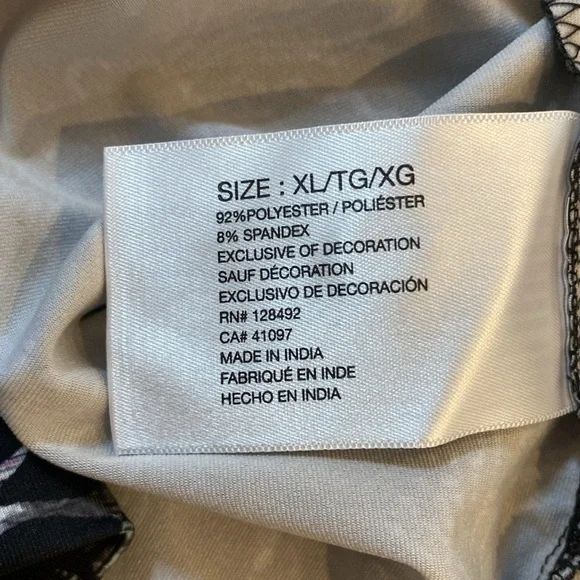 SIZE : XL/TG/XG
92%POLYESTER / POLIÉSTER
8% SPANDEX
EXCLUSIVE OF DECORATION
SAUF DÉCORATION
EXCLUSIVO DE DECORACIÓN
RN# 128492
CA# 41097
MADE IN INDIA
FABRIQUÉ EN INDE
HECHO EN INDIA